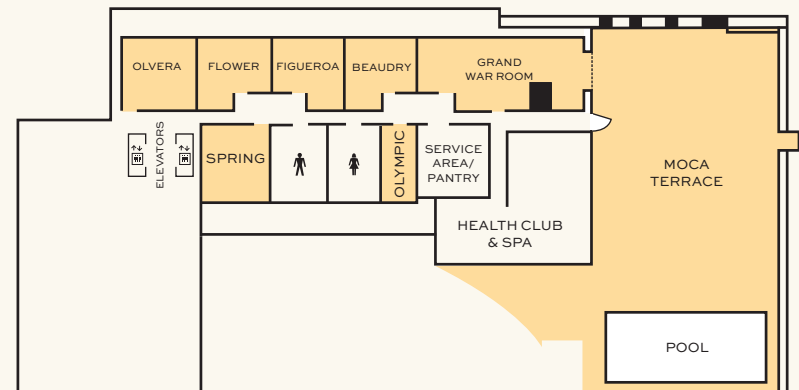 OLVERA
FLOWER
FIGUEROA
BEAUDRY
GRAND
WAR ROOM
ELEVATORS
SPRING
OLYMPIC
SERVICE
AREA/
PANTRY
MOCA
TERRACE
HEALTH CLUB
& SPA
POOL